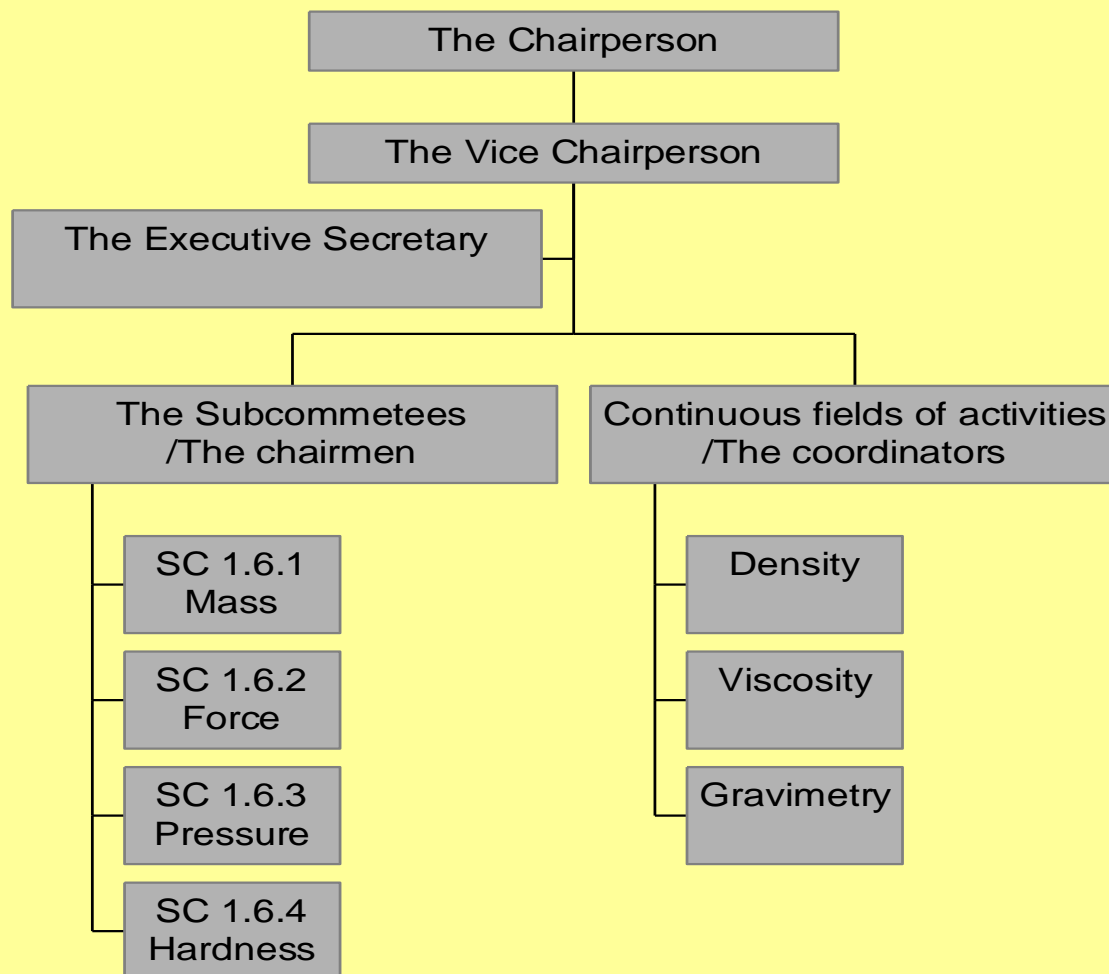 The Chairperson
The Vice Chairperson
The Executive Secretary
The Subcommetees
/The chairmen
Continuous fields of activities
/The coordinators
SC 1.6.1
Mass
SC 1.6.2
Force
SC 1.6.3
Pressure
SC 1.6.4
Hardness
Density
Viscosity
Gravimetry